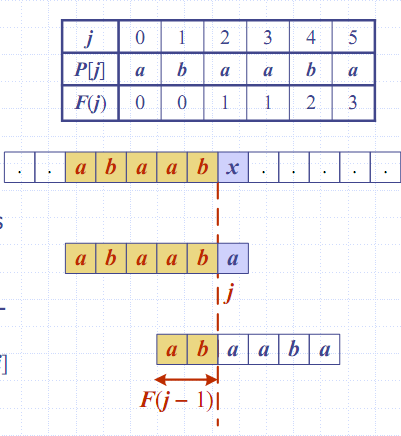 j 0 1 2 3 4 5
P[j] a b a a b a
F(j) 0 0 1 1 2 3
. . a b a a b x . . . . .
s
a b a a b a
j
–
a b a a b a
]
F(j − 1)